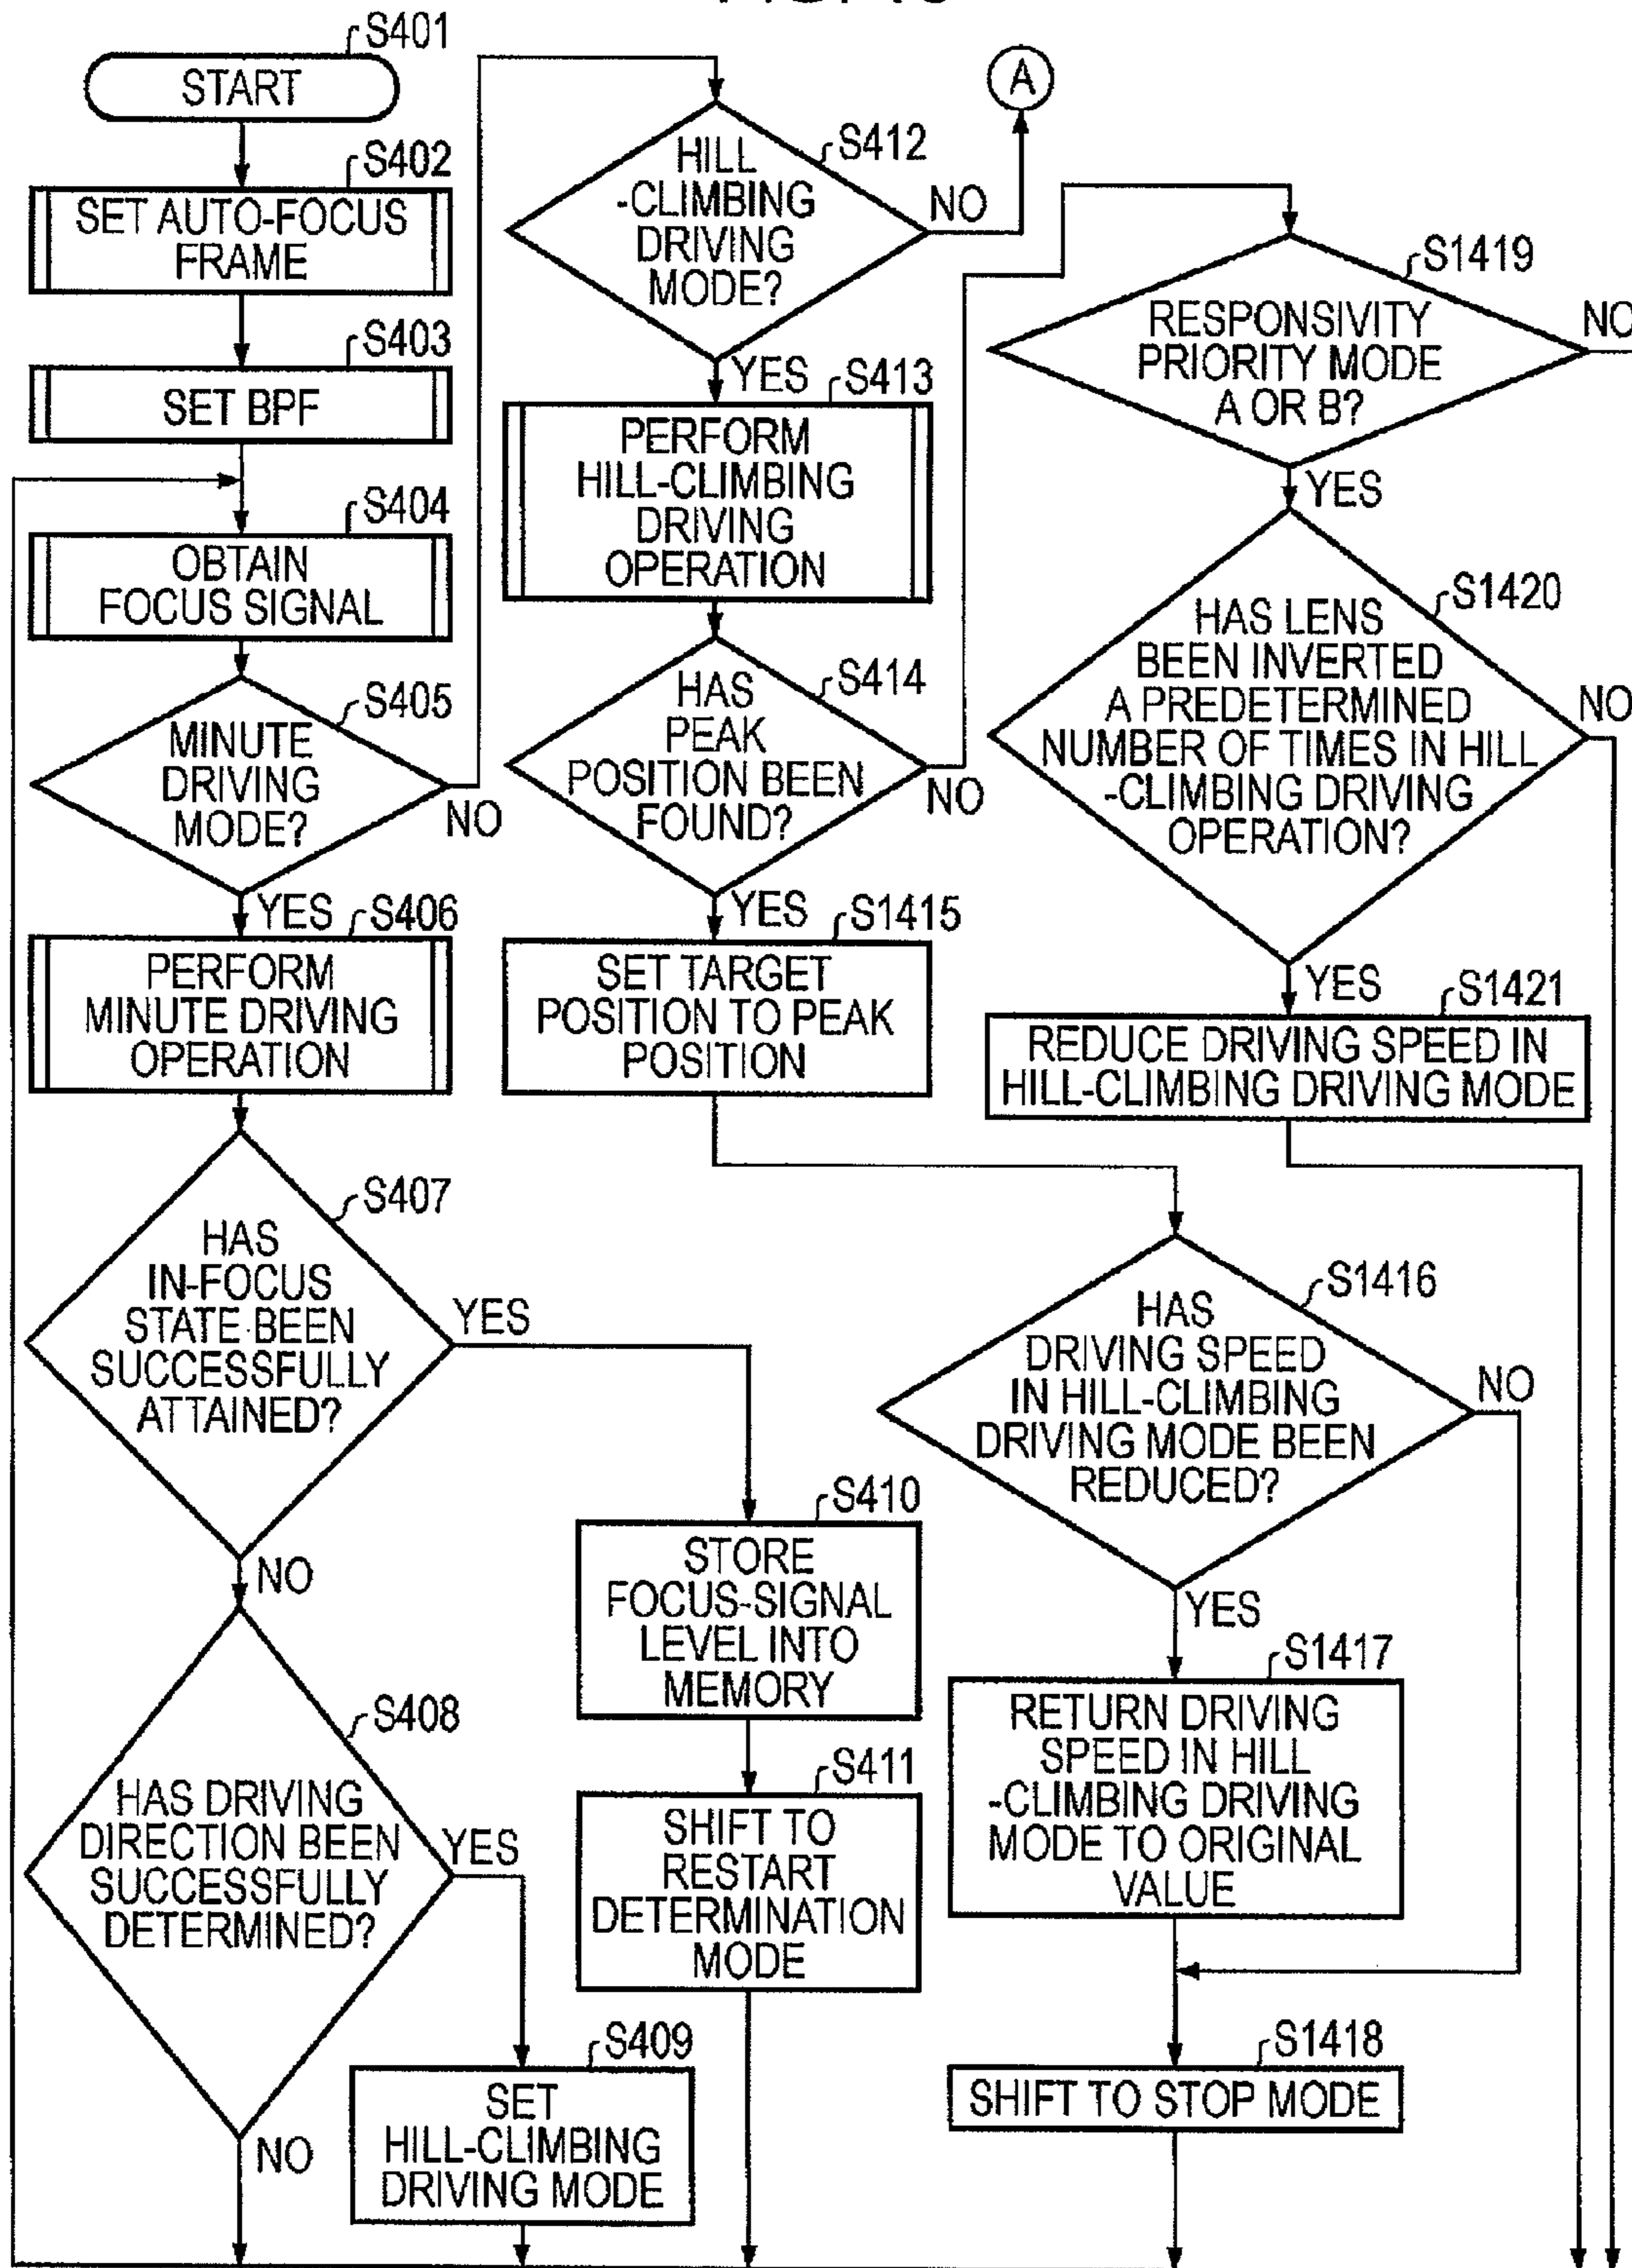 S401
START
S402
SET AUTO-FOCUS
FRAME
S403
SET BPF
S404
OBTAIN
FOCUS SIGNAL
S405
MINUTE
DRIVING
MODE?
NO
YES
S406
PERFORM
MINUTE DRIVING
OPERATION
S407
HAS
IN-FOCUS
STATE BEEN
SUCCESSFULLY
ATTAINED?
YES
NO
S408
HAS DRIVING
DIRECTION BEEN
SUCCESSFULLY
DETERMINED?
YES
NO
S409
SET
HILL-CLIMBING
DRIVING MODE
S410
STORE
FOCUS-SIGNAL
LEVEL INTO
MEMORY
S411
SHIFT TO
RESTART
DETERMINATION
MODE
S412
HILL
-CLIMBING
DRIVING
MODE?
NO
A
YES
S413
PERFORM
HILL-CLIMBING
DRIVING
OPERATION
S414
HAS
PEAK
POSITION BEEN
FOUND?
NO
YES
S1415
SET TARGET
POSITION TO PEAK
POSITION
S1416
HAS
DRIVING SPEED
IN HILL-CLIMBING
DRIVING MODE BEEN
REDUCED?
NO
YES
S1417
RETURN DRIVING
SPEED IN HILL
-CLIMBING DRIVING
MODE TO ORIGINAL
VALUE
S1418
SHIFT TO STOP MODE
S1419
RESPONSIVITY
PRIORITY MODE
A OR B?
NO
YES
S1420
HAS LENS
BEEN INVERTED
A PREDETERMINED
NUMBER OF TIMES IN HILL
-CLIMBING DRIVING
OPERATION?
NO
YES
S1421
REDUCE DRIVING SPEED IN
HILL-CLIMBING DRIVING MODE